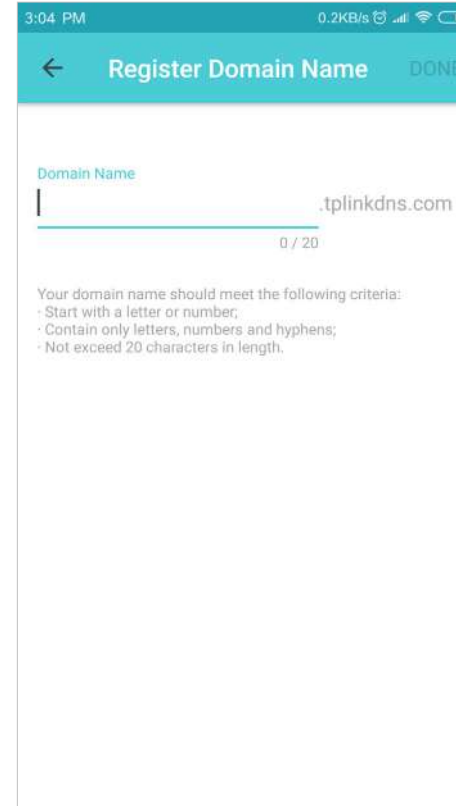 3:04 PM 0.2KB/s
Register Domain Name DONE
Domain Name
.tplinkdns.com
0 / 20
Your domain name should meet the following criteria:
· Start with a letter or number;
· Contain only letters, numbers and hyphens;
· Not exceed 20 characters in length.